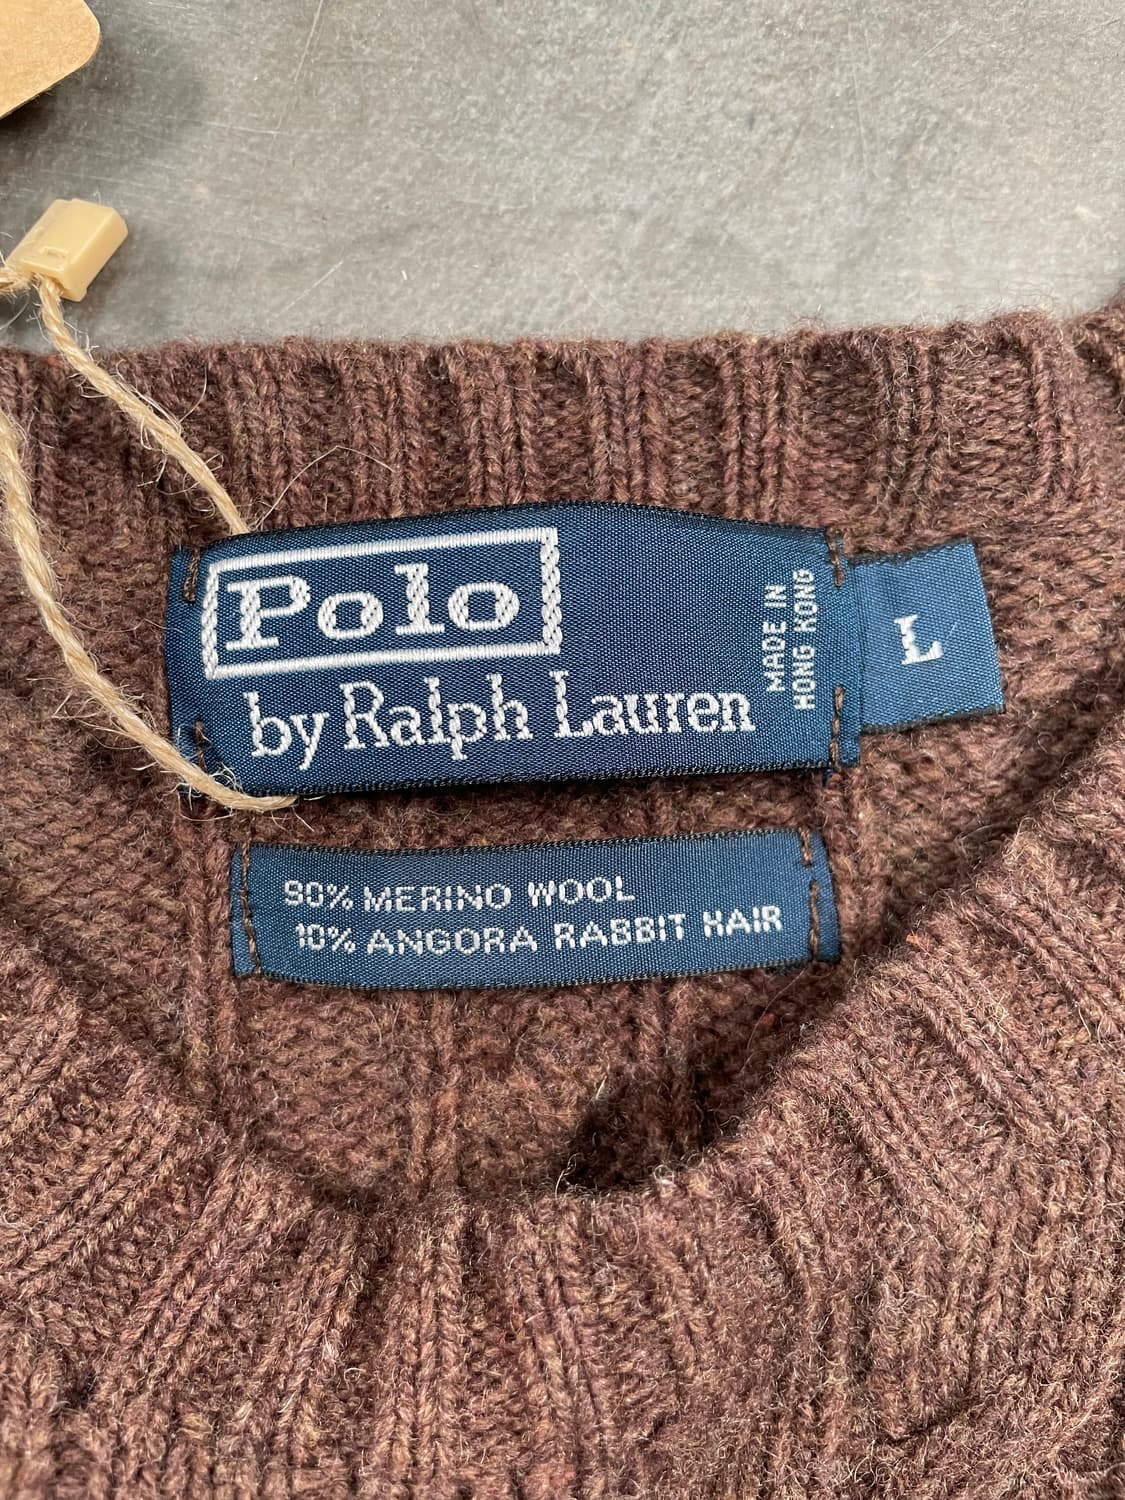 Polo
by Ralph Lauren
MADE IN
HONG KONG
L
90% MERINO WOOL
10% ANGORA RABBIT HAIR